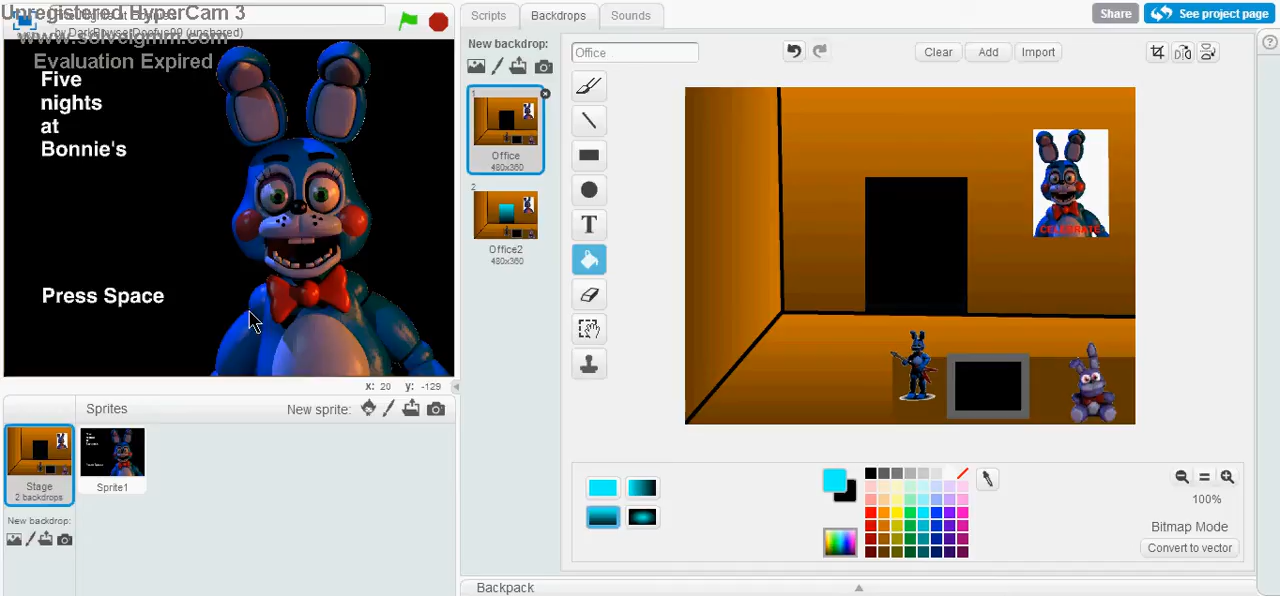 Unregistered HyperCam 3
www.solveigmm.com
Evaluation Expired
Five
nights
at
Bonnie's
Press Space
x: 20 y: -129
Sprites
New sprite:
Stage
2 backdrops
Sprite1
New backdrop:
Scripts
Backdrops
Sounds
Share
See project page
New backdrop:
1
Office
480x360
2
Office2
480x360
Office
Clear
Add
Import
T
CELEBRATE
100%
Bitmap Mode
Convert to vector
Backpack